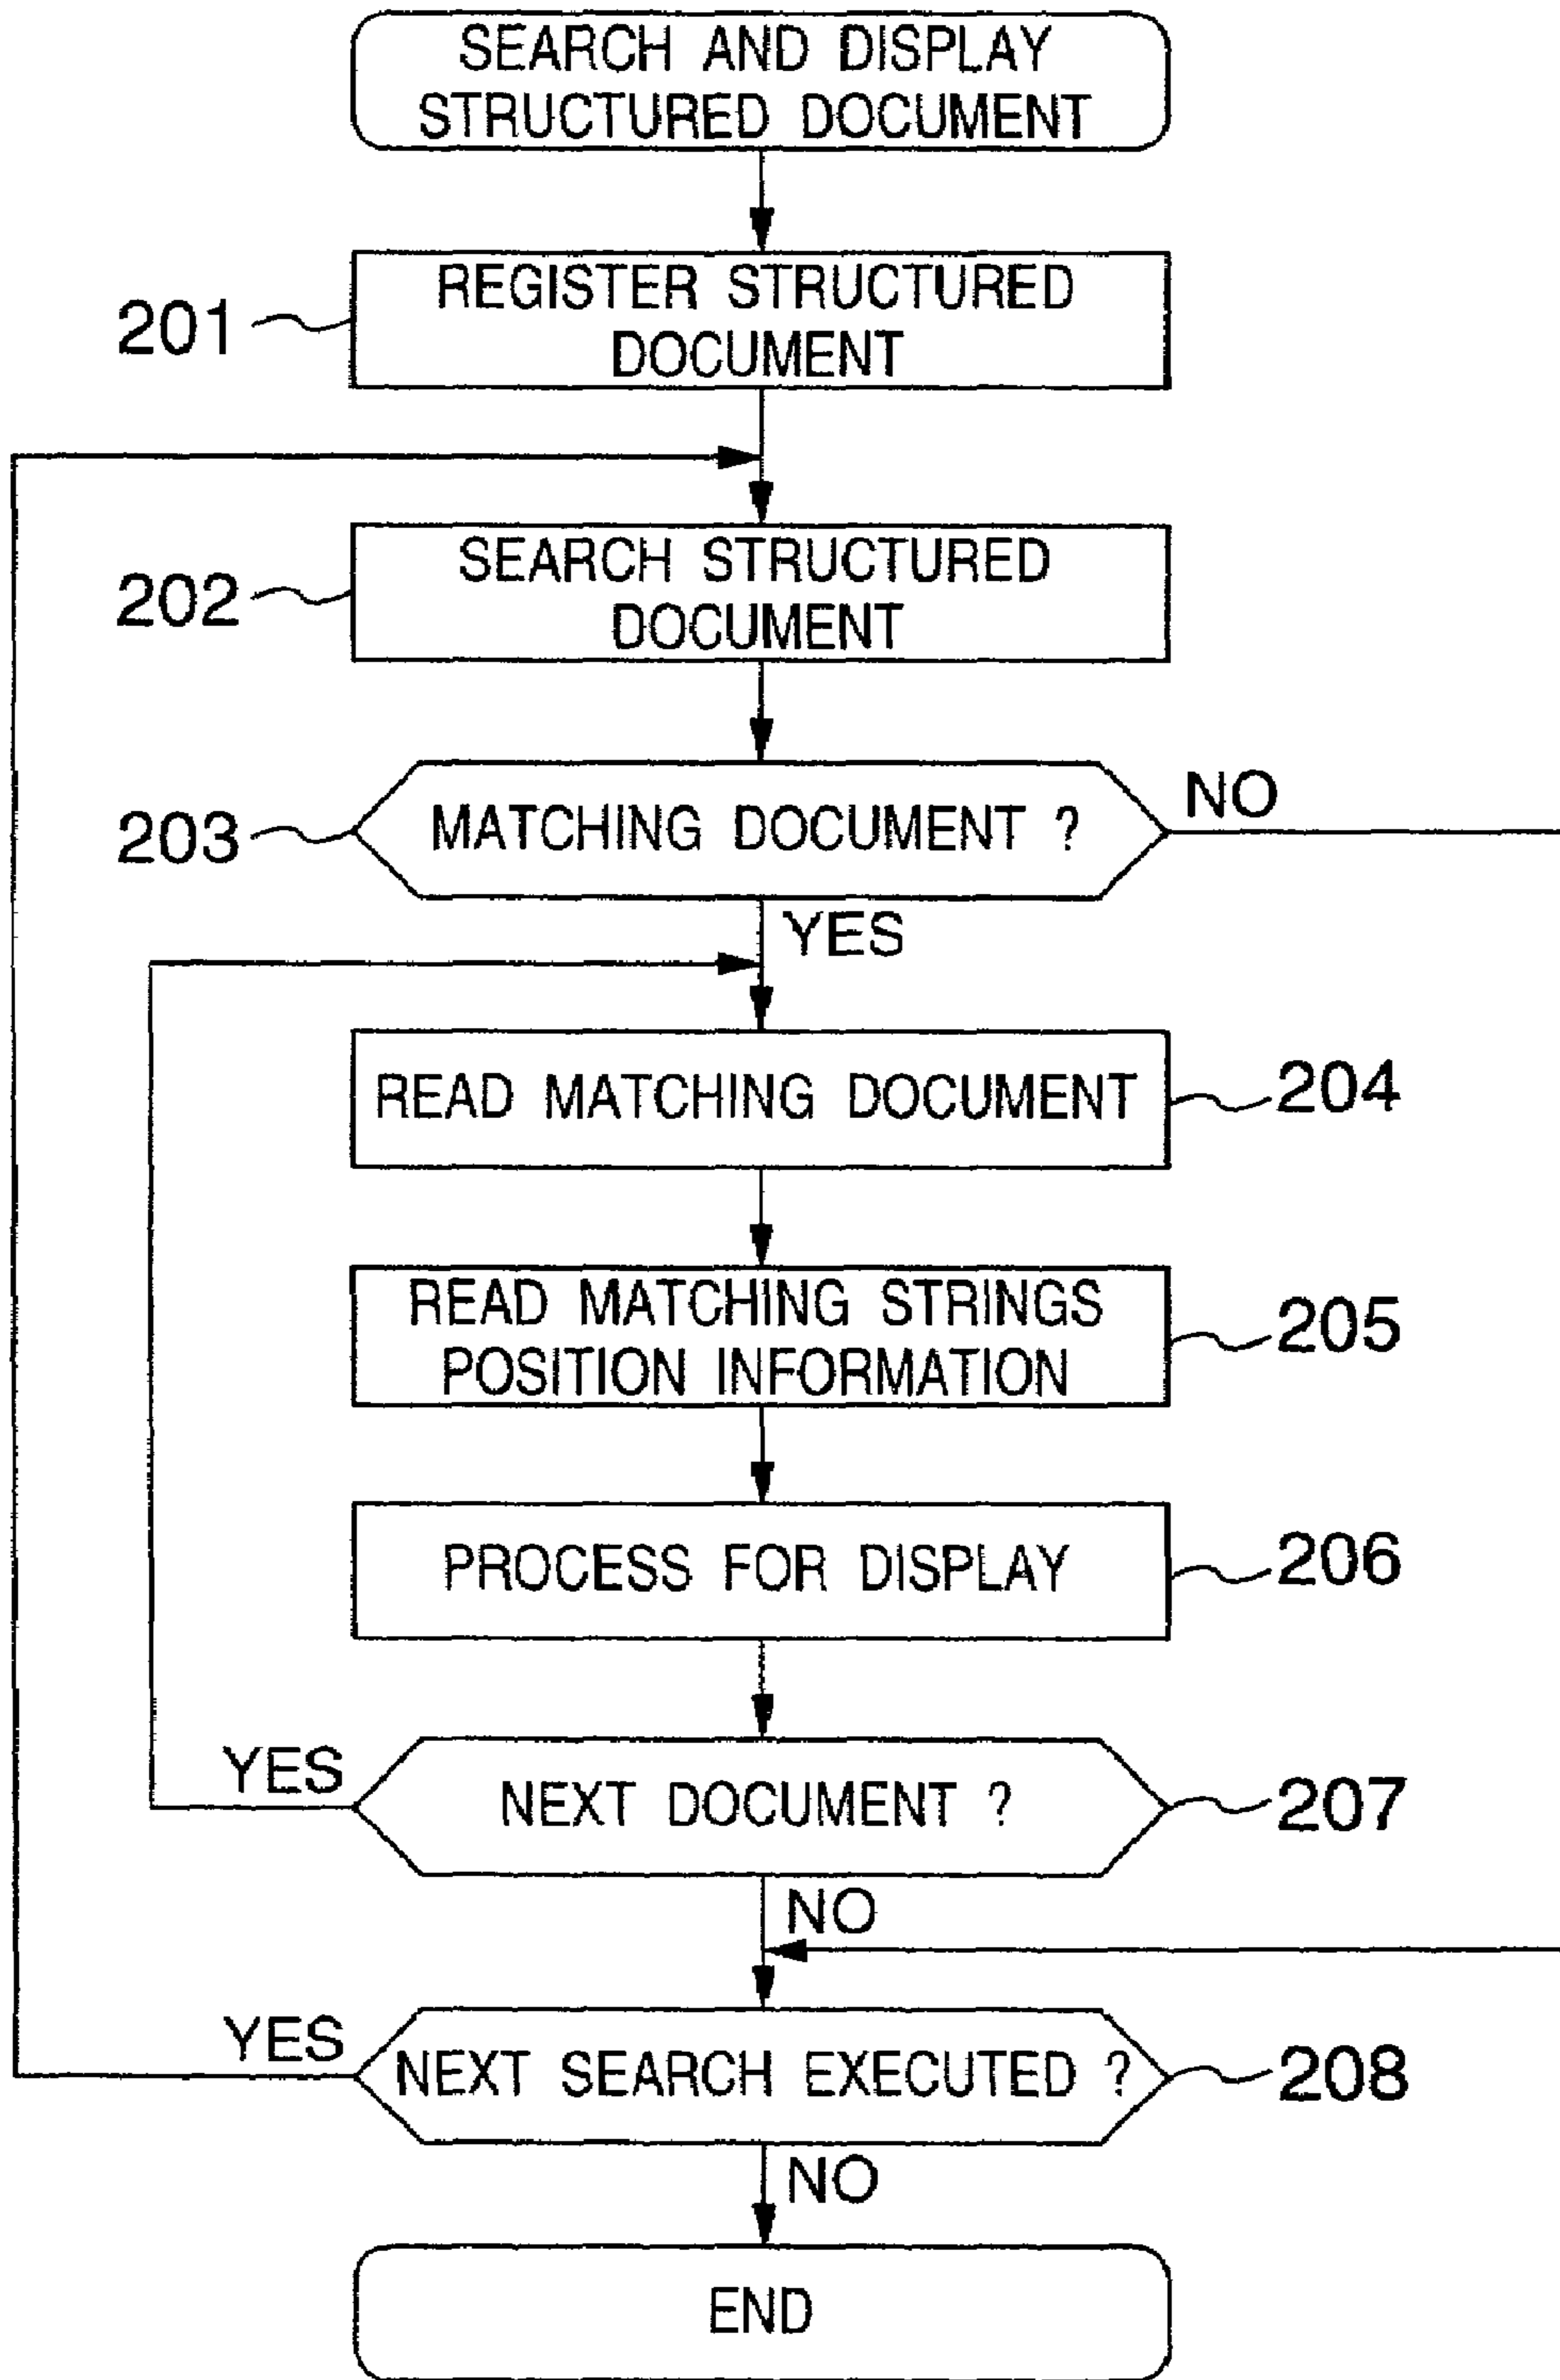 SEARCH AND DISPLAY
STRUCTURED DOCUMENT
REGISTER STRUCTURED
DOCUMENT
201
SEARCH STRUCTURED
DOCUMENT
202
MATCHING DOCUMENT ?
203
NO
YES
READ MATCHING DOCUMENT
204
READ MATCHING STRINGS
POSITION INFORMATION
205
PROCESS FOR DISPLAY
206
YES
NEXT DOCUMENT ?
207
NO
YES
NEXT SEARCH EXECUTED ?
208
NO
END